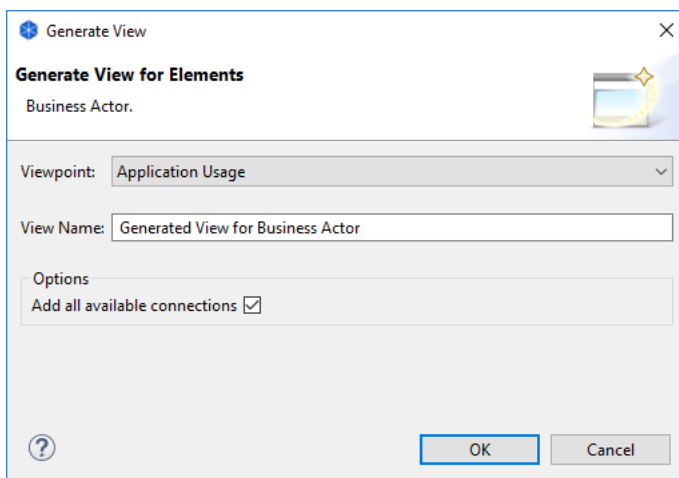 Generate View
Generate View for Elements
Business Actor.
Viewpoint: Application Usage
View Name: Generated View for Business Actor
Options
Add all available connections
?
OK Cancel